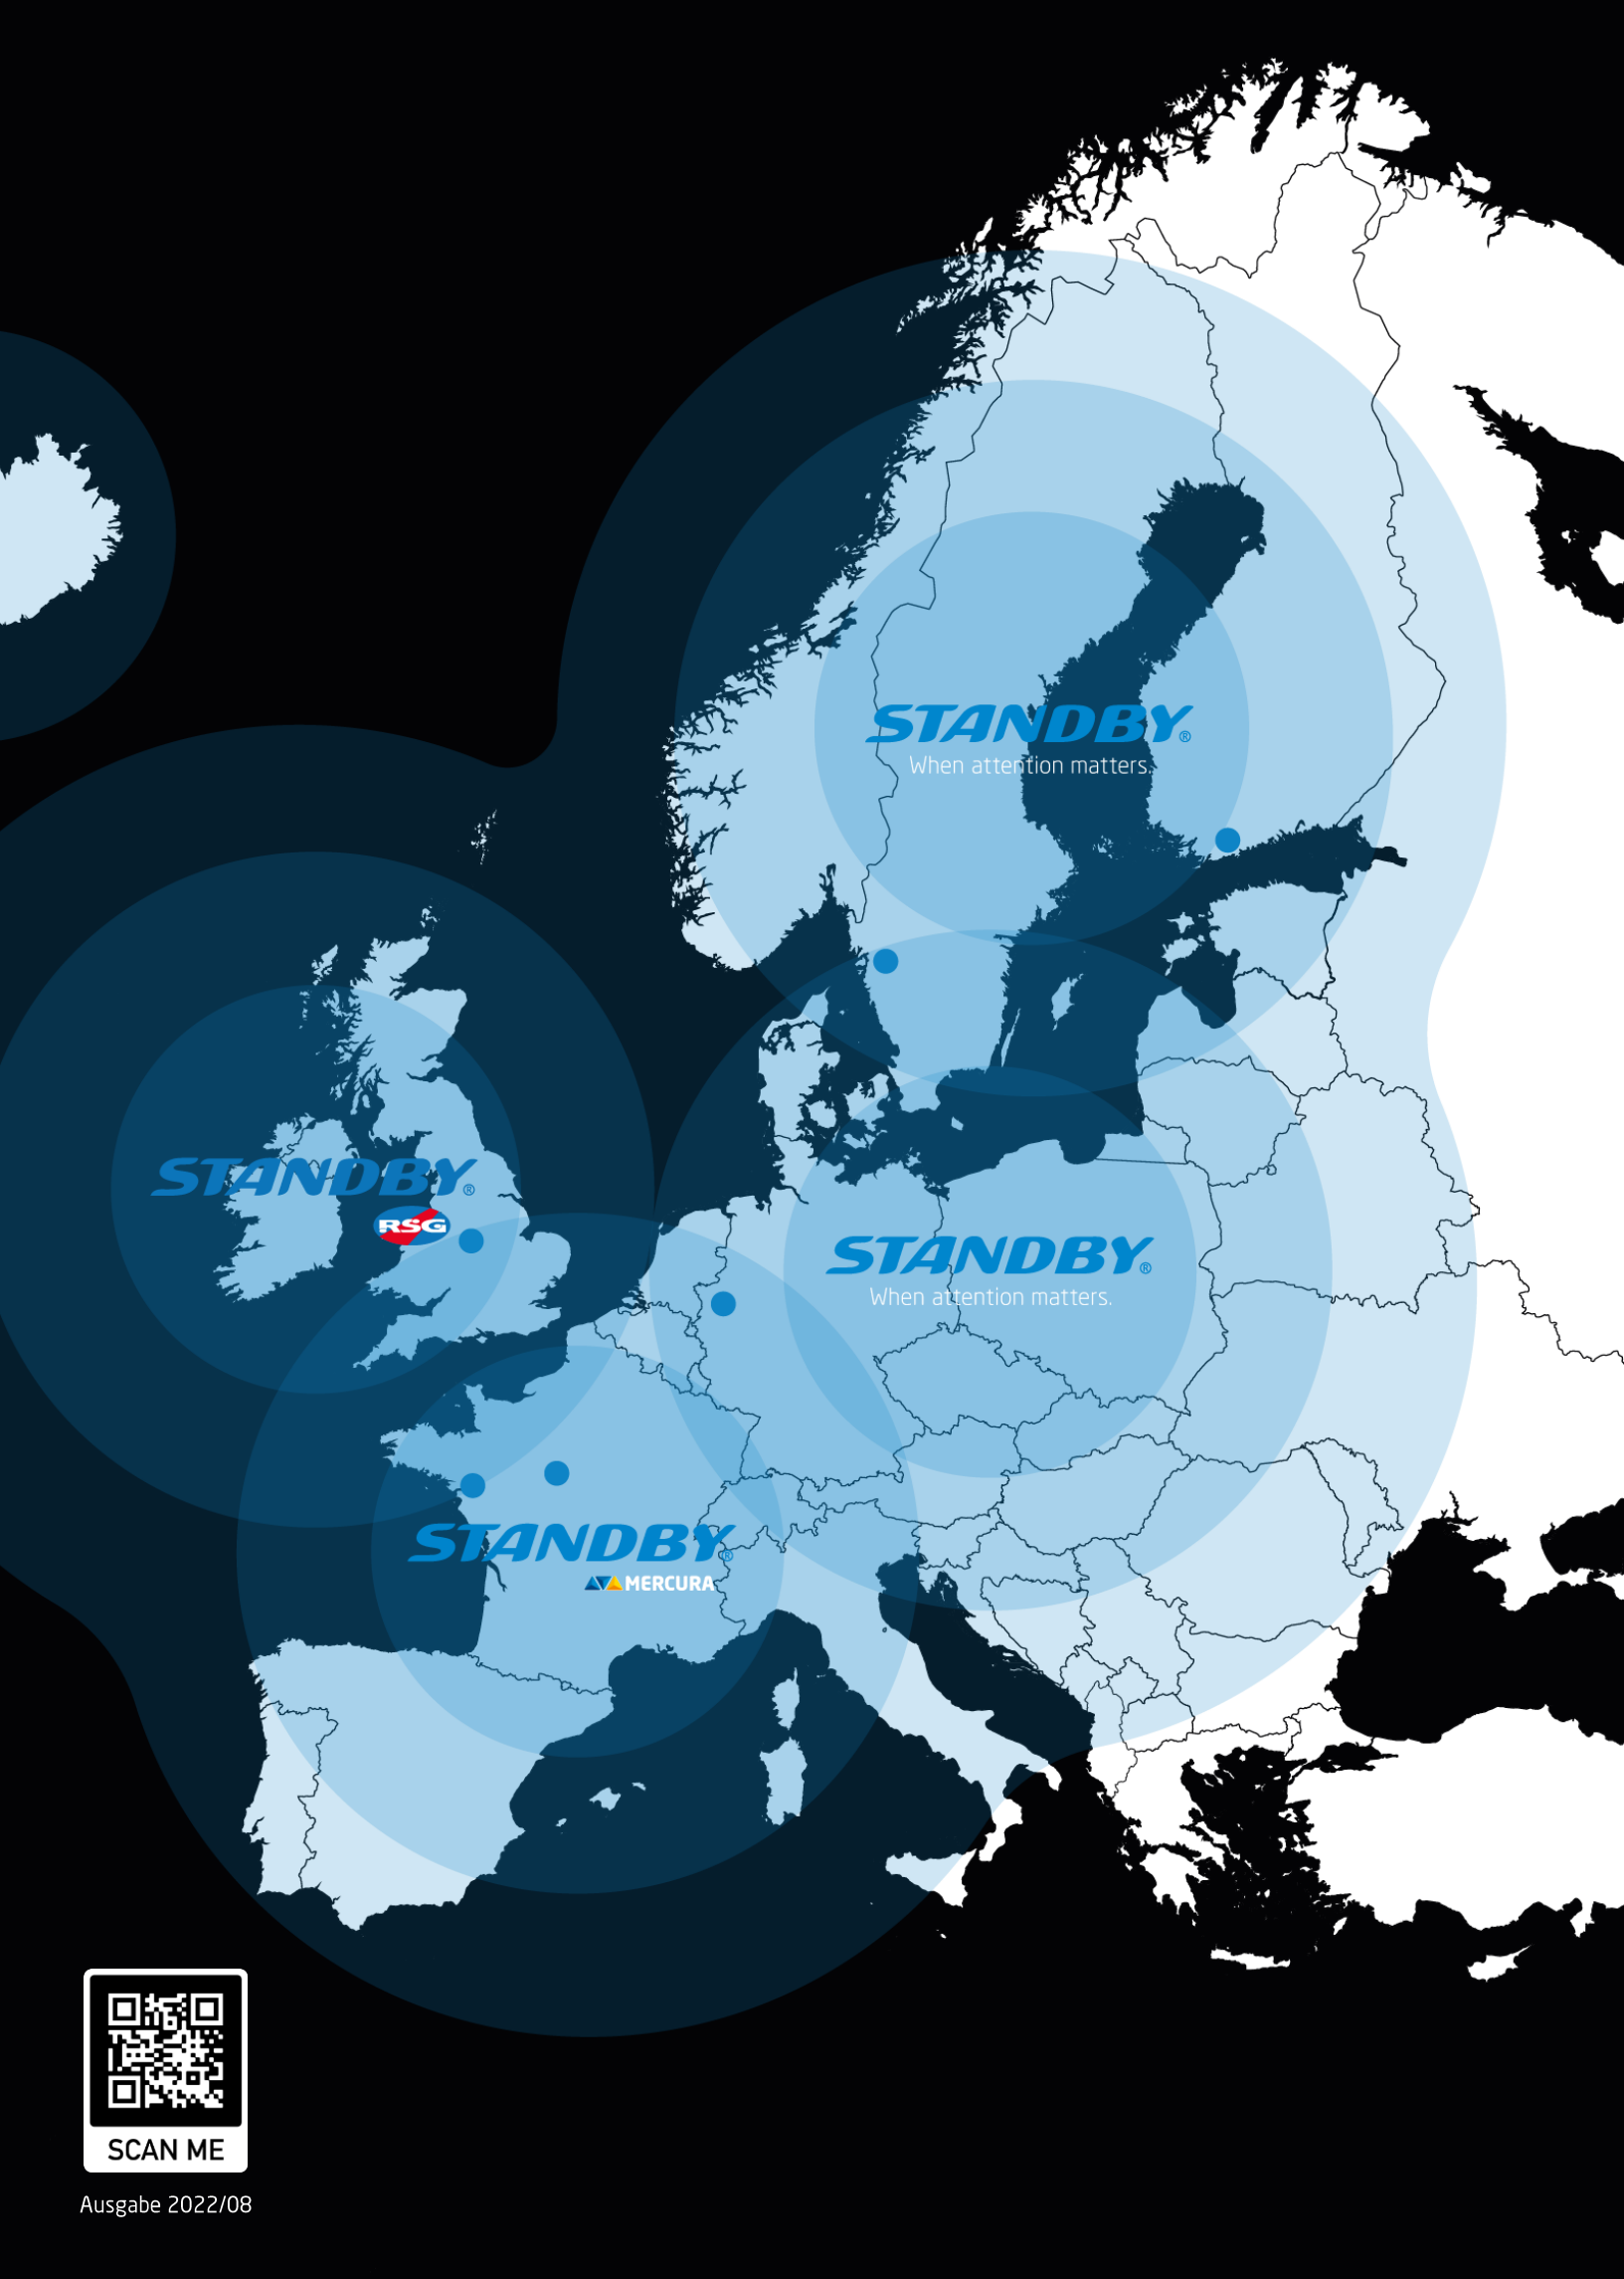 STANDBY®
When attention matters.
STANDBY®
RSG
STANDBY®
When attention matters.
STANDBY®
MERCURA
SCAN ME
Ausgabe 2022/08